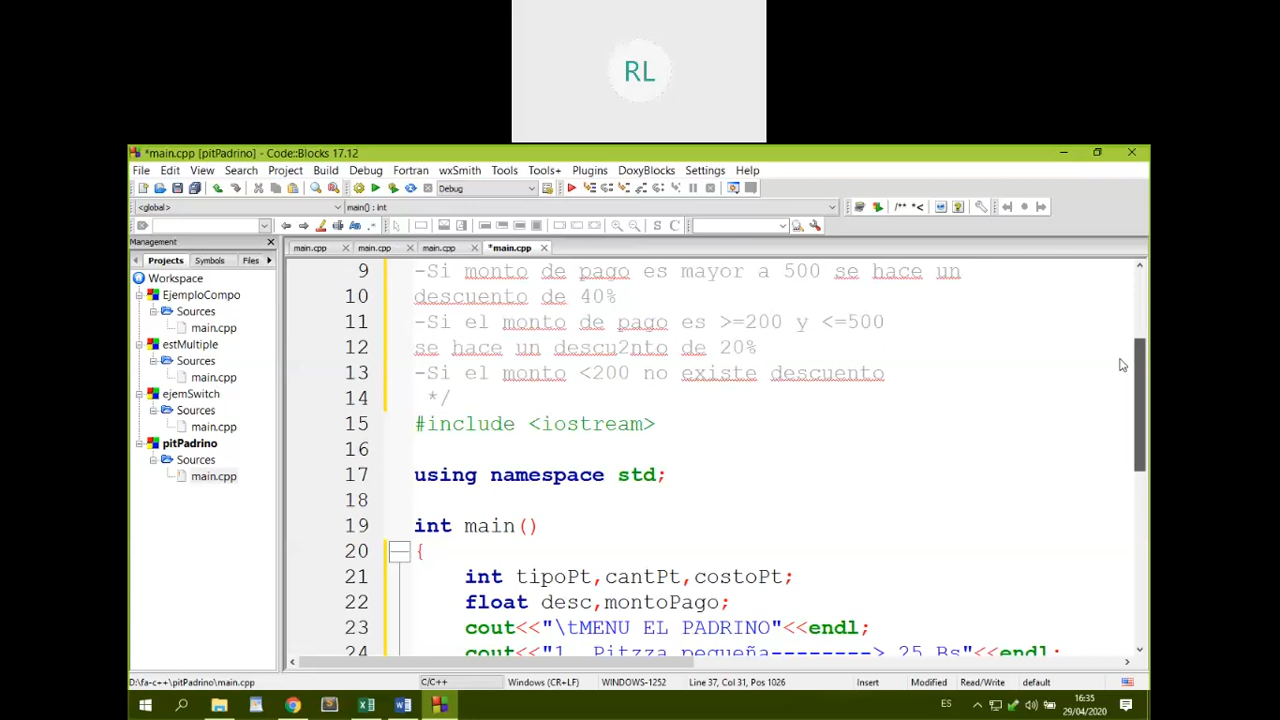 RL
*main.cpp [pitPadrino] - Code::Blocks 17.12
File Edit View Search Project Build Debug Fortran wxSmith Tools Tools+ Plugins DoxyBlocks Settings Help
Debug
<global> main() : int
/** *<
Management
main.cpp main.cpp main.cpp *main.cpp
Projects Symbols Files
Workspace
EjemploCompo
Sources
main.cpp
estMultiple
Sources
main.cpp
ejemSwitch
Sources
main.cpp
pitPadrino
Sources
main.cpp
9 -Si monto de pago es mayor a 500 se hace un
10 descuento de 40%
11 -Si el monto de pago es >=200 y <=500
12 se hace un descu2nto de 20%
13 -Si el monto <200 no existe descuento
14 */
15 #include <iostream>
16
17 using namespace std;
18
19 int main()
20 {
21 int tipoPt,cantPt,costoPt;
22 float desc,montoPago;
23 cout<<"\tMENU EL PADRINO"<<endl;
24 cout<<"1. Pitzza pequeña--------> 25 Bs"<<endl;
D:\fa-c++\pitPadrino\main.cpp C/C++ Windows (CR+LF) WINDOWS-1252 Line 37, Col 31, Pos 1026 Insert Modified Read/Write default
ES 16:35
29/04/2020